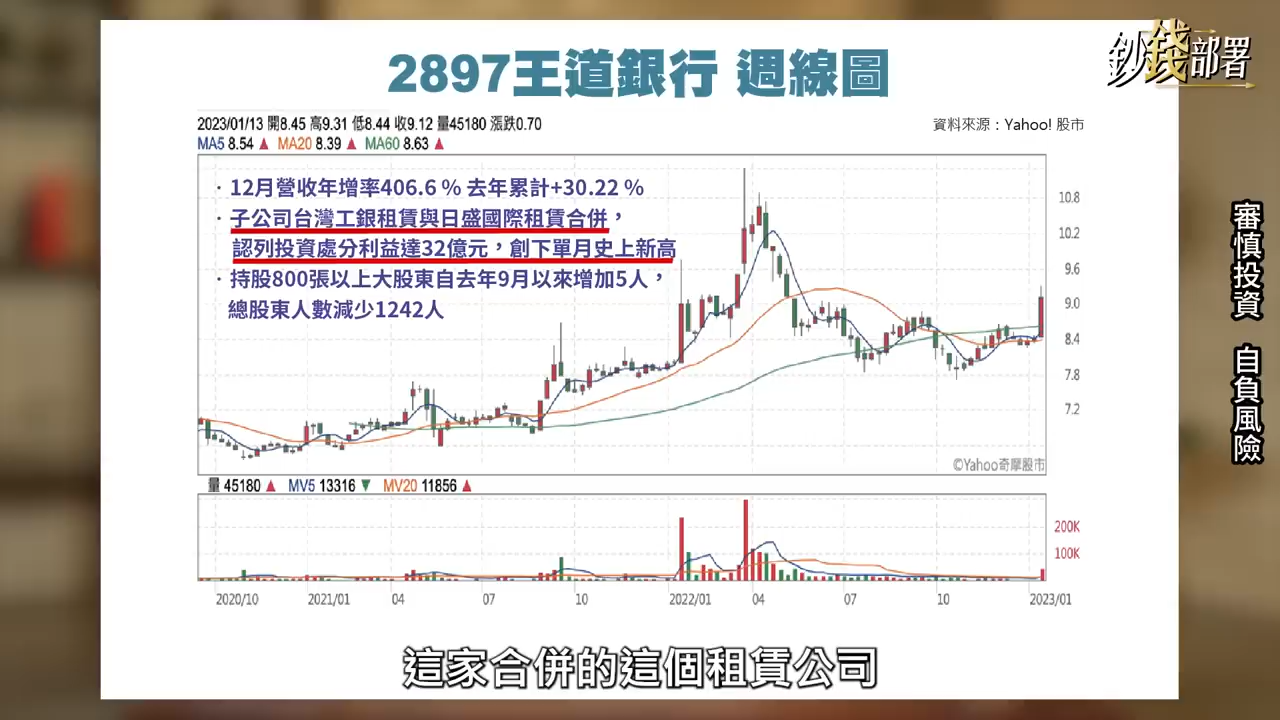 2897王道銀行 週線圖
鈔錢部署
2023/01/13 開8.45 高9.31 低8.44 收9.12 量45180 漲跌0.70
資料來源：Yahoo! 股市
MA5 8.54 ▲ MA20 8.39 ▲ MA60 8.63 ▲
· 12月營收年增率406.6％ 去年累計+30.22％
· 子公司台灣工銀租賃與日盛國際租賃合併，
認列投資處分利益達32億元，創下單月史上新高
· 持股800張以上大股東自去年9月以來增加5人，
總股東人數減少1242人
10.8
10.2
9.6
9.0
8.4
7.8
7.2
©Yahoo奇摩股市
量 45180 ▲ MV5 13316 ▼ MV20 11856 ▲
200K
100K
2020/10 2021/01 04 07 10 2022/01 04 07 10 2023/01
審慎投資 自負風險
這家合併的這個租賃公司